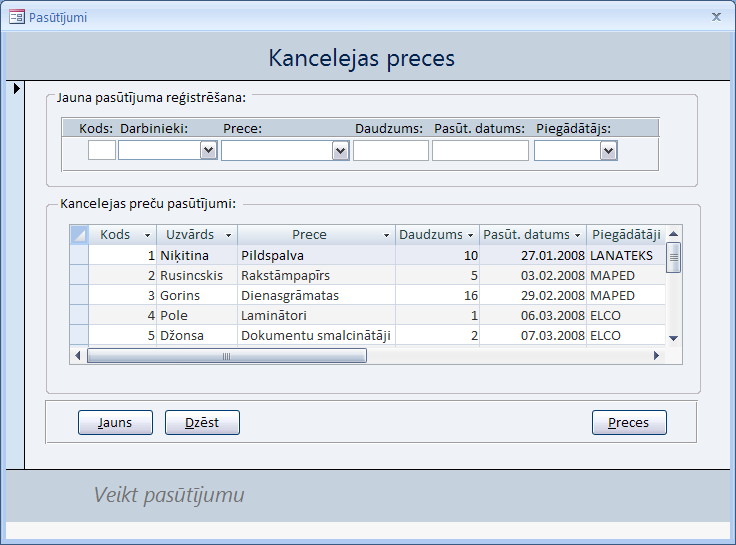 Pasūtījumi
Kancelejas preces
Jauna pasūtījuma reģistrēšana:
Kods: Darbinieki: Prece: Daudzums: Pasūt. datums: Piegādātājs:
Kancelejas preču pasūtījumi:
Kods Uzvārds Prece Daudzums Pasūt. datums Piegādātāji
1 Niķitina Pildspalva 10 27.01.2008 LANATEKS
2 Rusincskis Rakstāmpapīrs 5 03.02.2008 MAPED
3 Gorins Dienasgrāmatas 16 29.02.2008 MAPED
4 Pole Laminātori 1 06.03.2008 ELCO
5 Džonsa Dokumentu smalcinātāji 2 07.03.2008 ELCO
Jauns Dzēst Preces
Veikt pasūtījumu